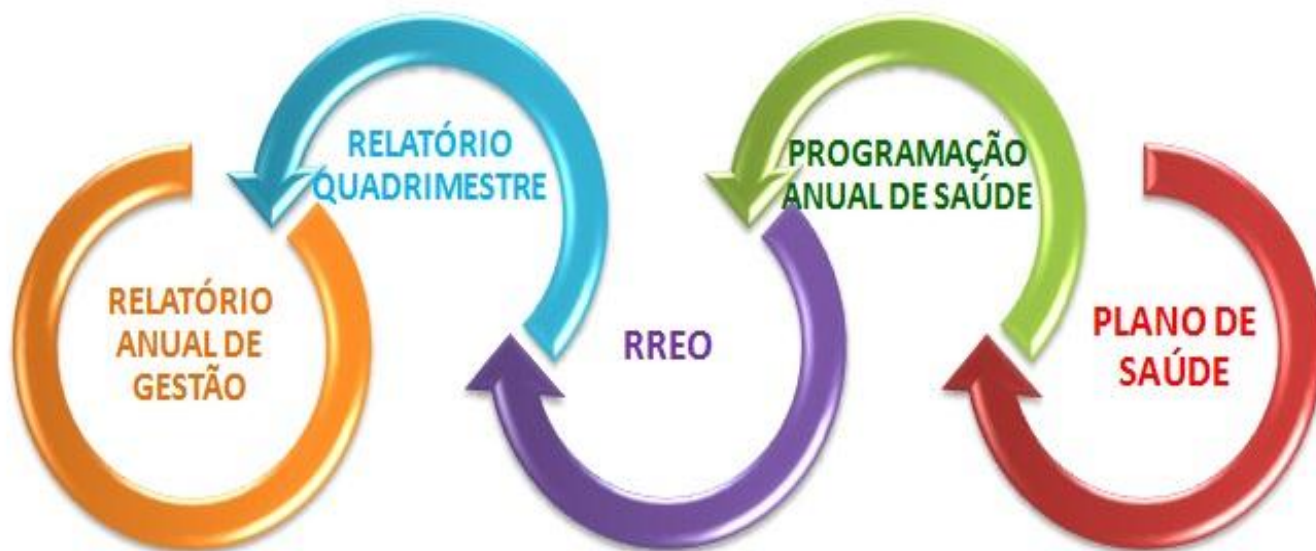 RELATÓRIO
QUADRIMESTRE
PROGRAMAÇÃO
ANUAL DE SAÚDE
RELATÓRIO
ANUAL DE
GESTÃO
RREO
PLANO DE
SAÚDE